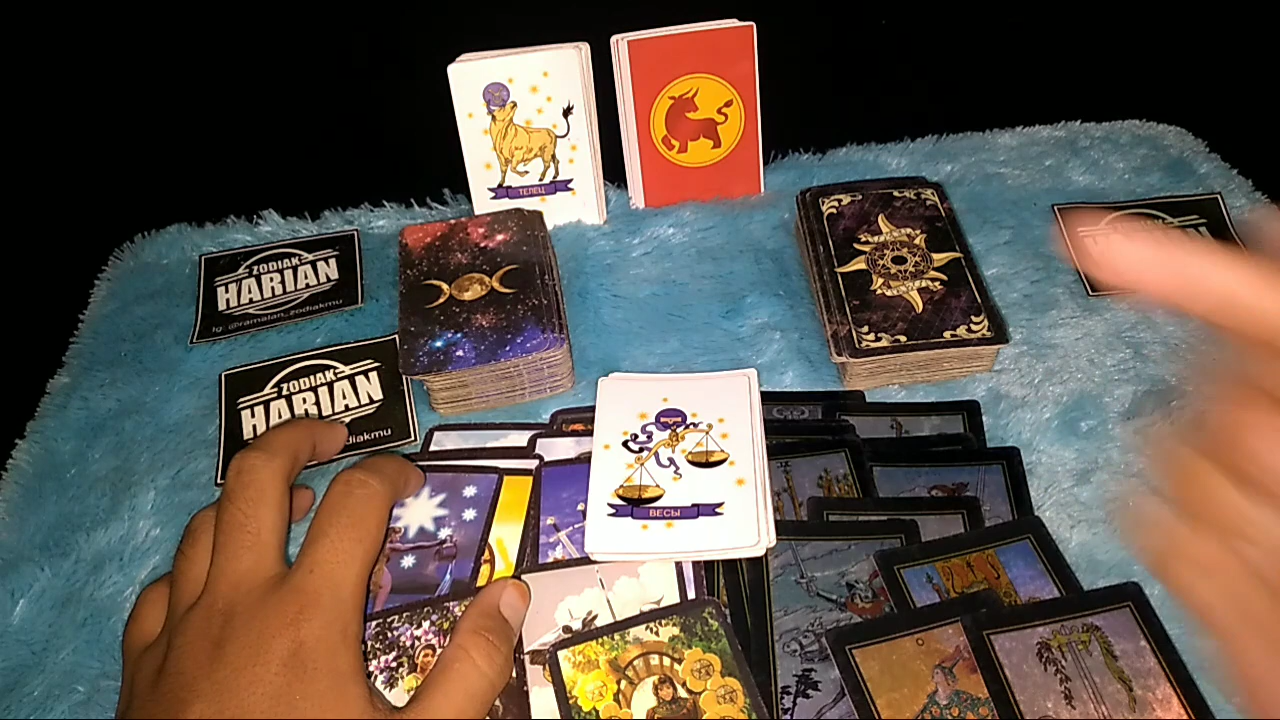 ТЕЛЕЦ
ZODIAK
HARIAN
Ig: @ramalan_zodiakmu
ZODIAK
HARIAN
ВЕСЫ